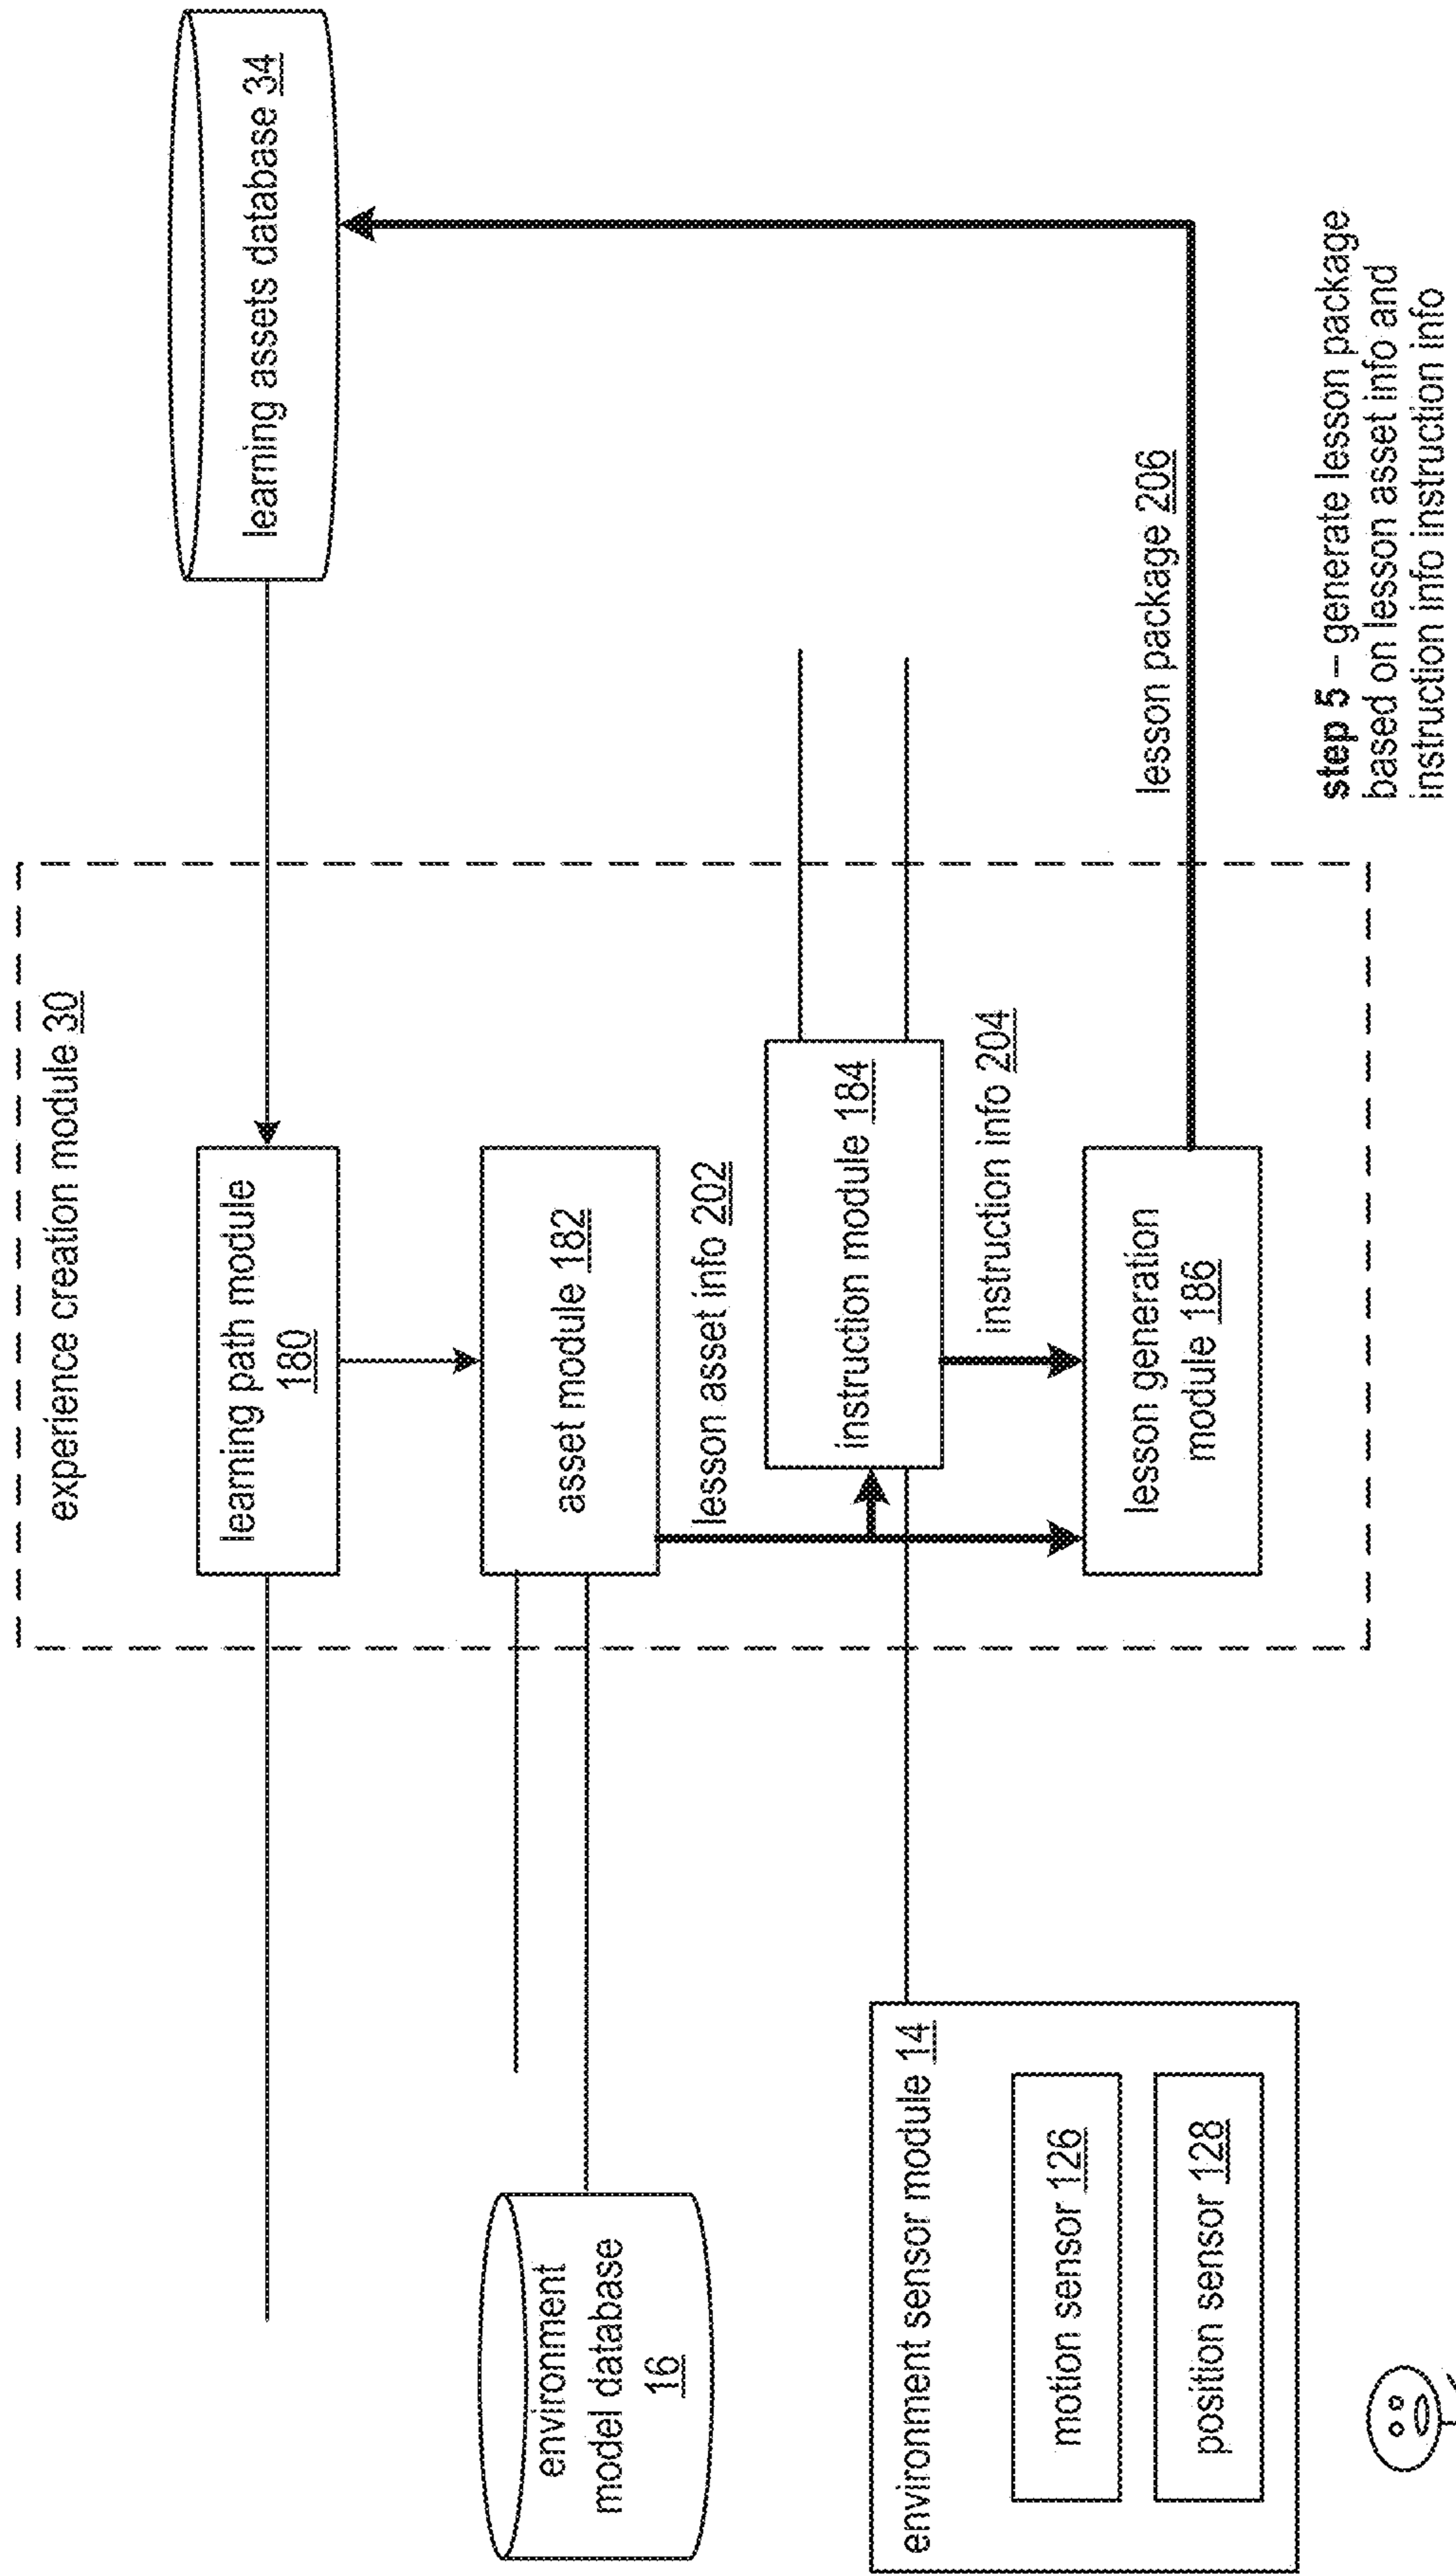 experience creation module 30
learning assets database 34
learning path module
180
environment
model database
16
asset module 182
lesson asset info 202
instruction module 184
instruction info 204
environment sensor module 14
motion sensor 126
position sensor 128
lesson generation
module 186
lesson package 206
step 5 – generate lesson package
based on lesson asset info and
instruction info instruction info